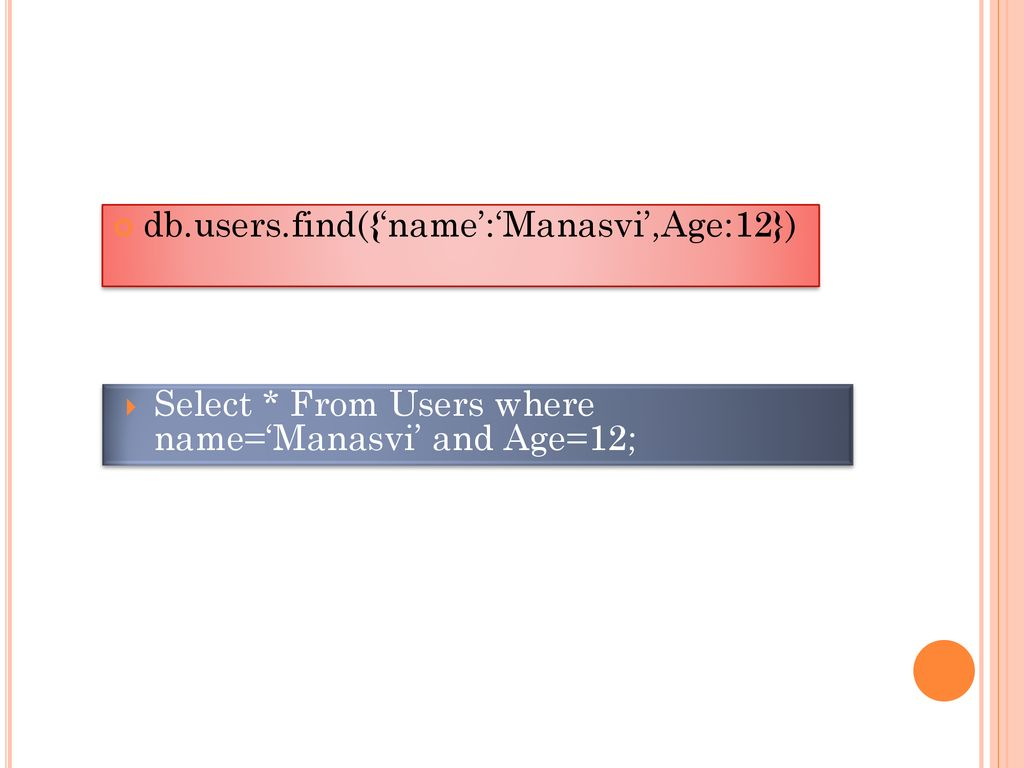 db.users.find({‘name’:‘Manasvi’,Age:12})
Select * From Users where
name=‘Manasvi’ and Age=12;